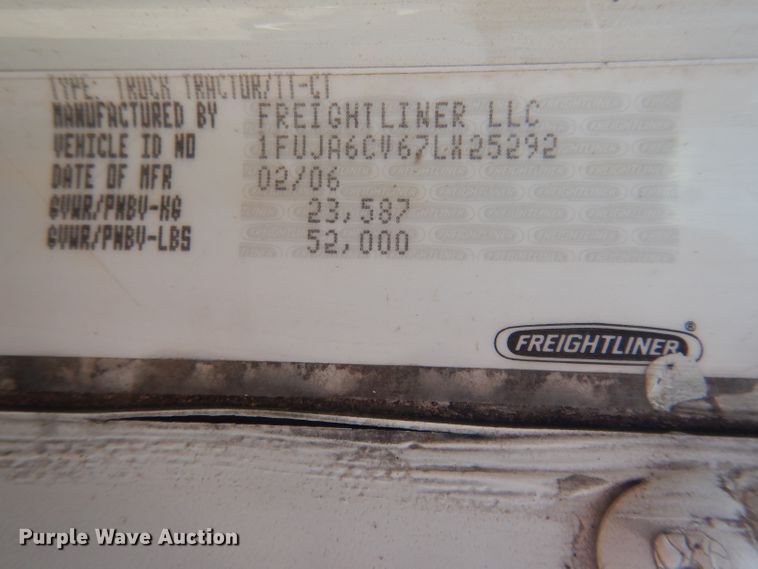 TYPE: TRUCK TRACTOR/TT-CT
MANUFACTURED BY FREIGHTLINER LLC
VEHICLE ID NO 1FUJA6CV67LX25292
DATE OF MFR 02/06
GVWR/PNBV-KG 23,587
GVWR/PNBV-LBS 52,000
FREIGHTLINER®
Purple Wave Auction